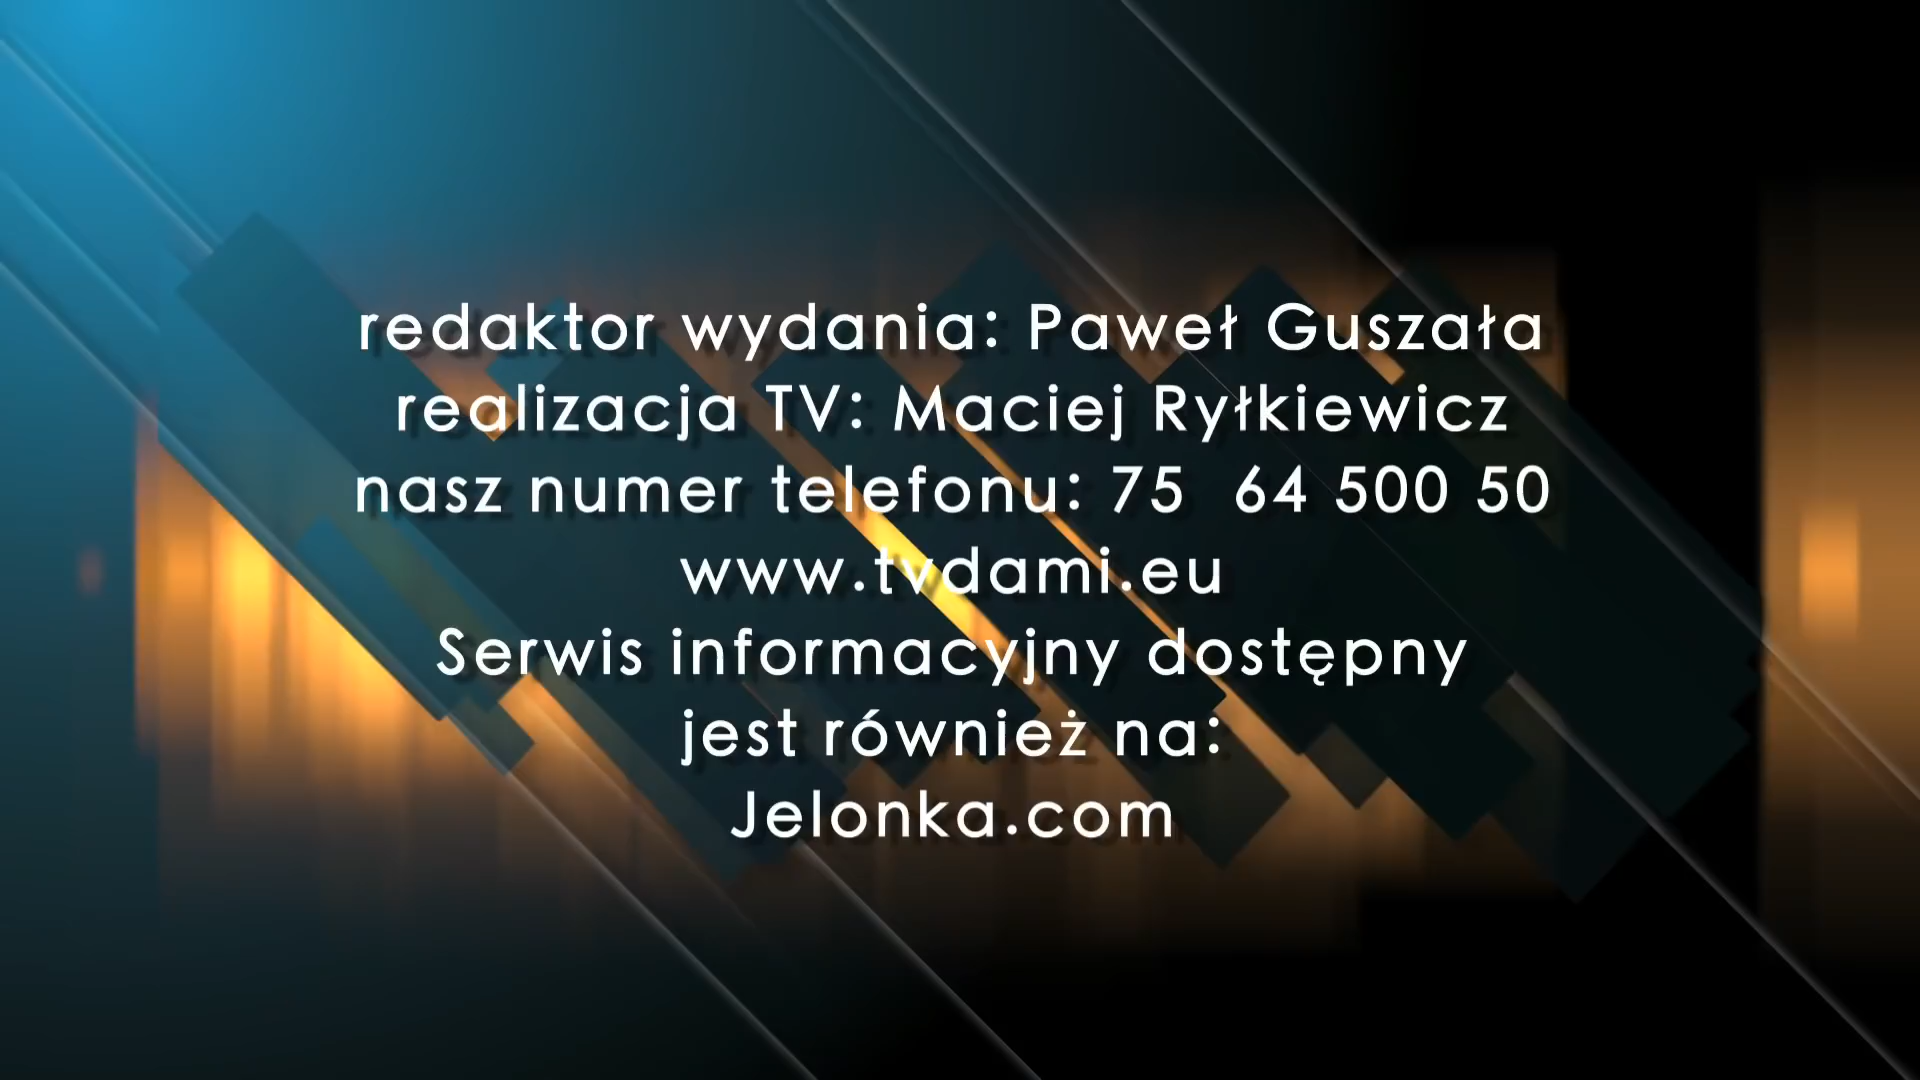 redaktor wydania: Paweł Guszała
realizacja TV: Maciej Ryłkiewicz
nasz numer telefonu: 75  64 500 50
www.tvdami.eu
Serwis informacyjny dostępny
jest również na:
Jelonka.com